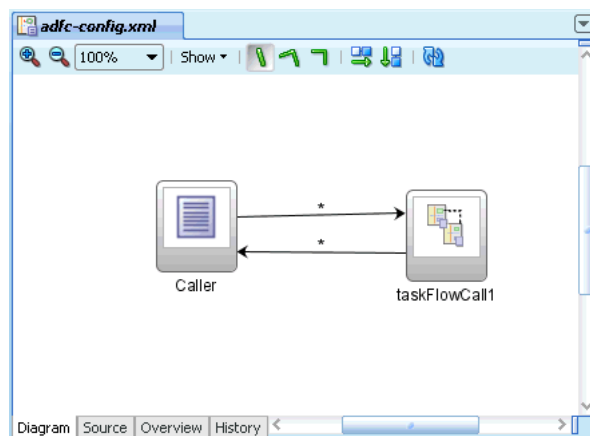 adfc-config.xml
100% Show
*
*
Caller
taskFlowCall1
Diagram Source Overview History